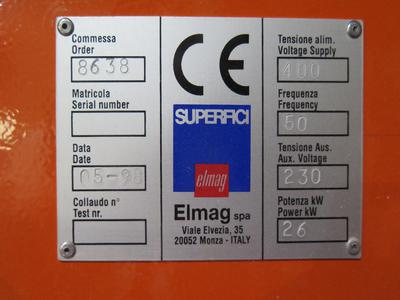 Commessa
Order
8638
Matricola
Serial number
Data
Date
05-98
Collaudo n°
Test nr.
CE
SUPERFICI
elmag
Elmag spa
Viale Elvezia, 35
20052 Monza - ITALY
Tensione alim.
Voltage Supply
400
Frequenza
Frequency
50
Tensione Aus.
Aux. Voltage
230
Potenza kW
Power kW
26